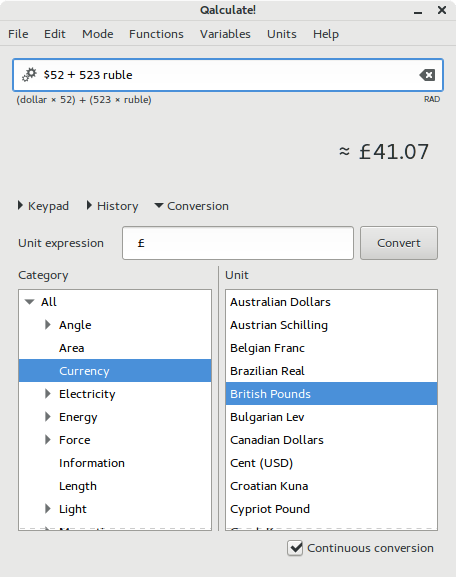 Qalculate!
File Edit Mode Functions Variables Units Help
$52 + 523 ruble
(dollar × 52) + (523 × ruble) RAD
≈ £41.07
Keypad History Conversion
Unit expression £ Convert
Category Unit
All Australian Dollars
Angle Austrian Schilling
Area Belgian Franc
Currency Brazilian Real
Electricity British Pounds
Energy Bulgarian Lev
Force Canadian Dollars
Information Cent (USD)
Length Croatian Kuna
Light Cypriot Pound
Continuous conversion